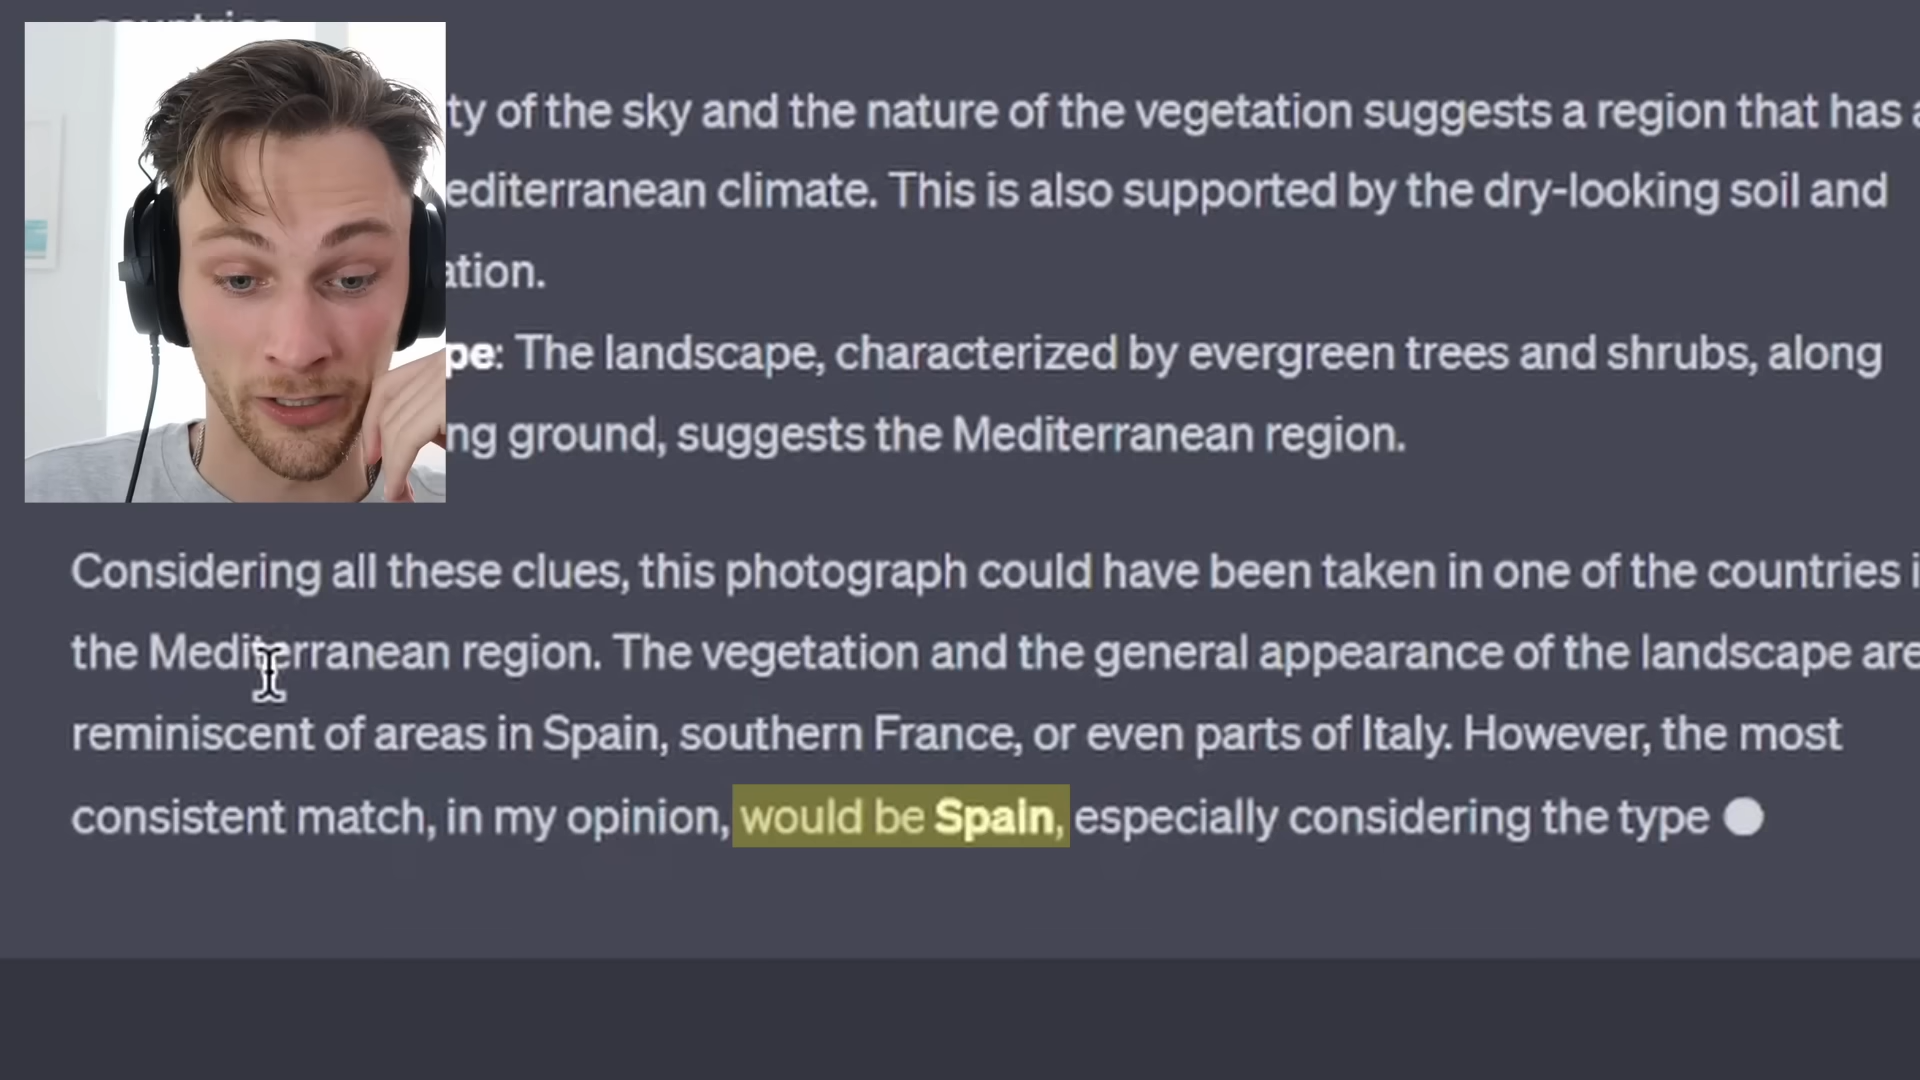 countries
ty of the sky and the nature of the vegetation suggests a region that has a
editerranean climate. This is also supported by the dry-looking soil and
ation.
pe: The landscape, characterized by evergreen trees and shrubs, along
ng ground, suggests the Mediterranean region.
Considering all these clues, this photograph could have been taken in one of the countries i
the Mediterranean region. The vegetation and the general appearance of the landscape are
reminiscent of areas in Spain, southern France, or even parts of Italy. However, the most
consistent match, in my opinion, would be Spain, especially considering the type